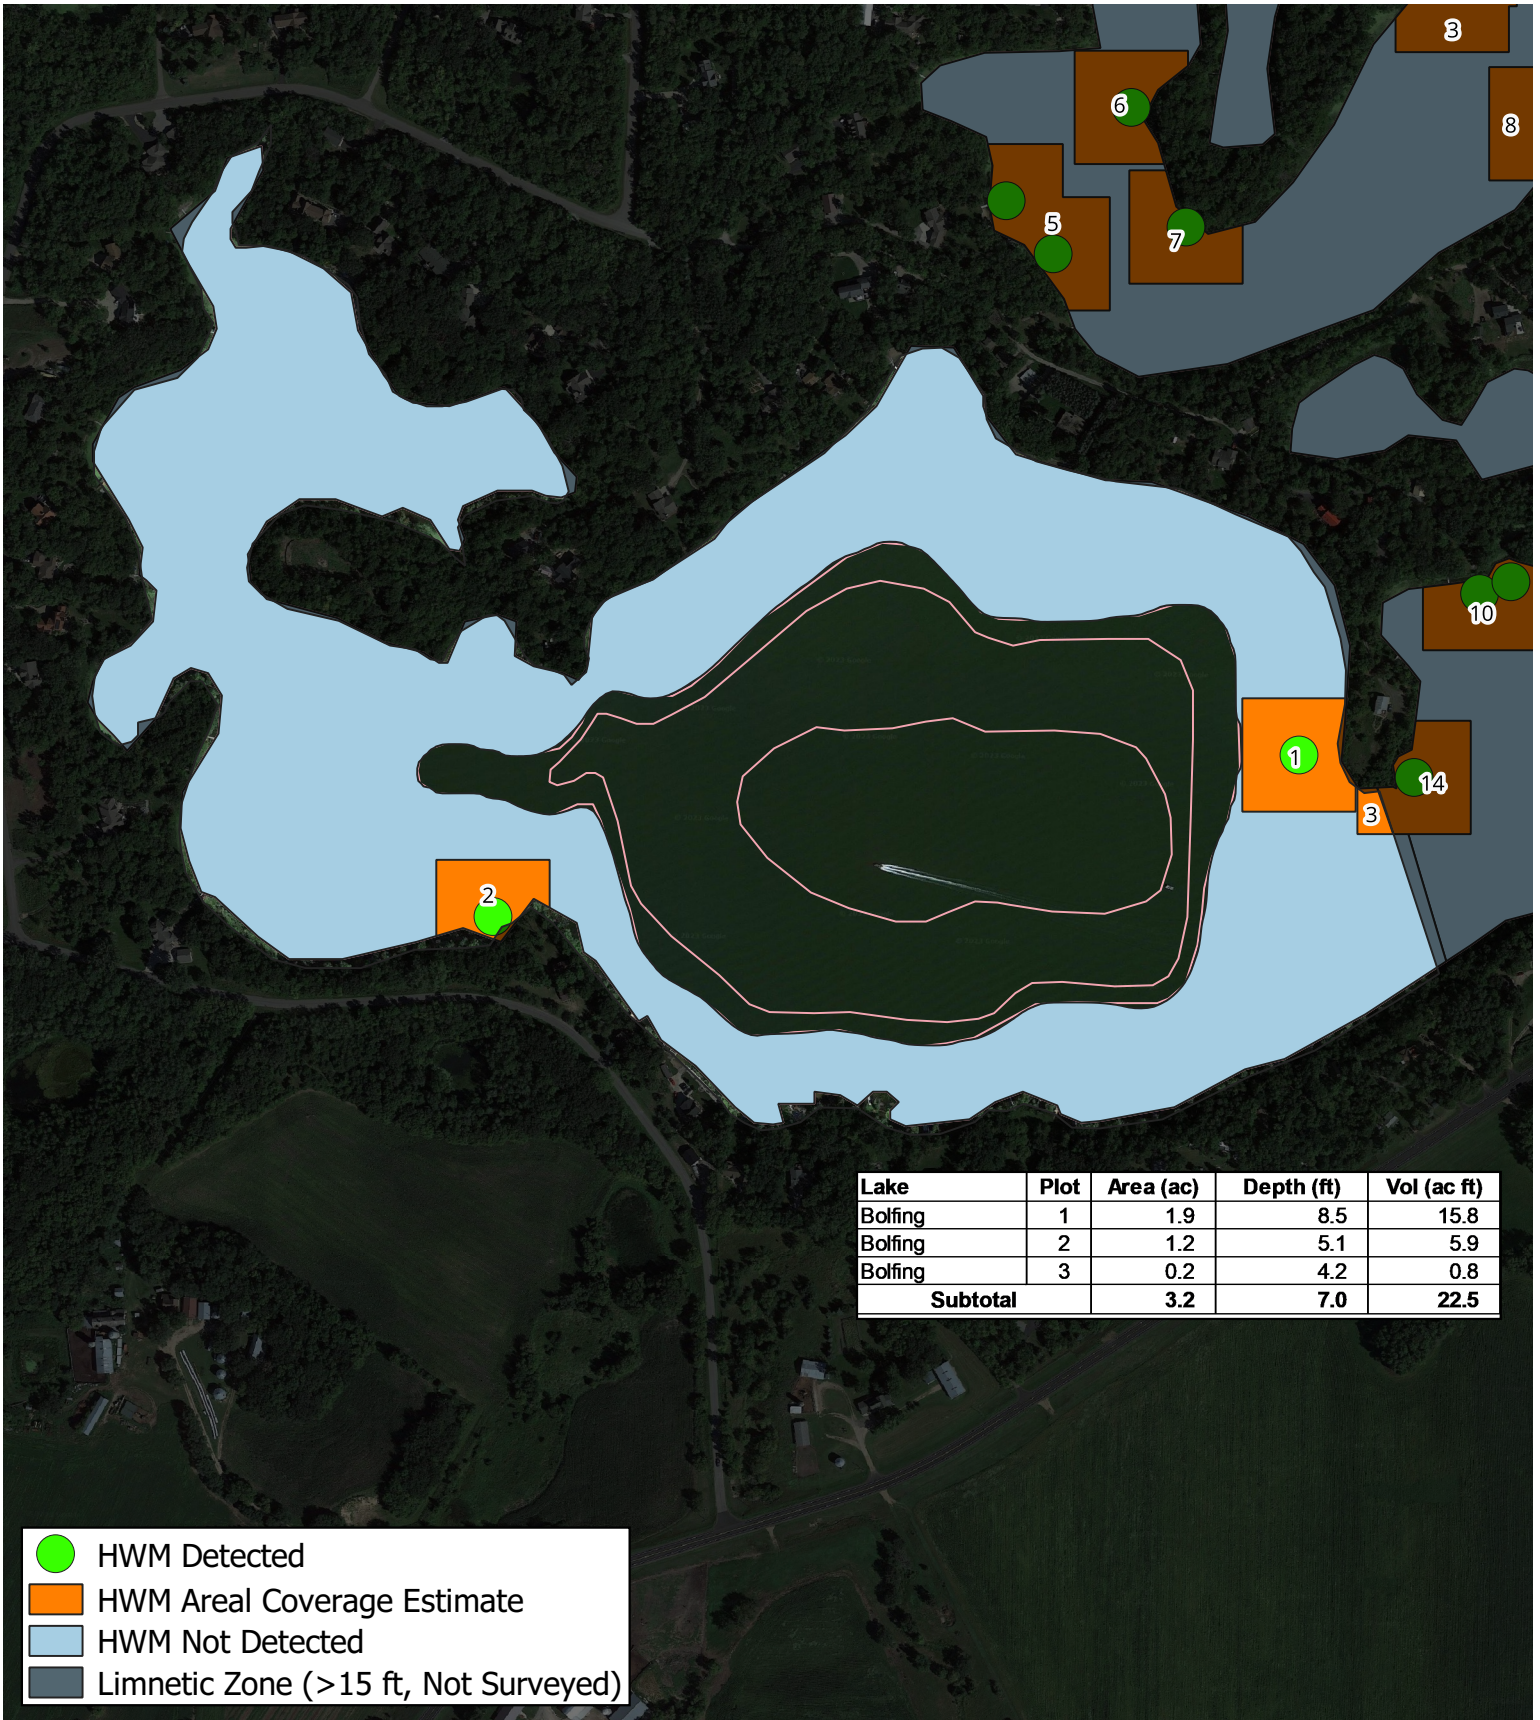 3
6
8
5
7
10
1
14
3
2
Lake Plot Area (ac) Depth (ft) Vol (ac ft)
Bolfing 1 1.9 8.5 15.8
Bolfing 2 1.2 5.1 5.9
Bolfing 3 0.2 4.2 0.8
Subtotal 3.2 7.0 22.5
HWM Detected
HWM Areal Coverage Estimate
HWM Not Detected
Limnetic Zone (>15 ft, Not Surveyed)